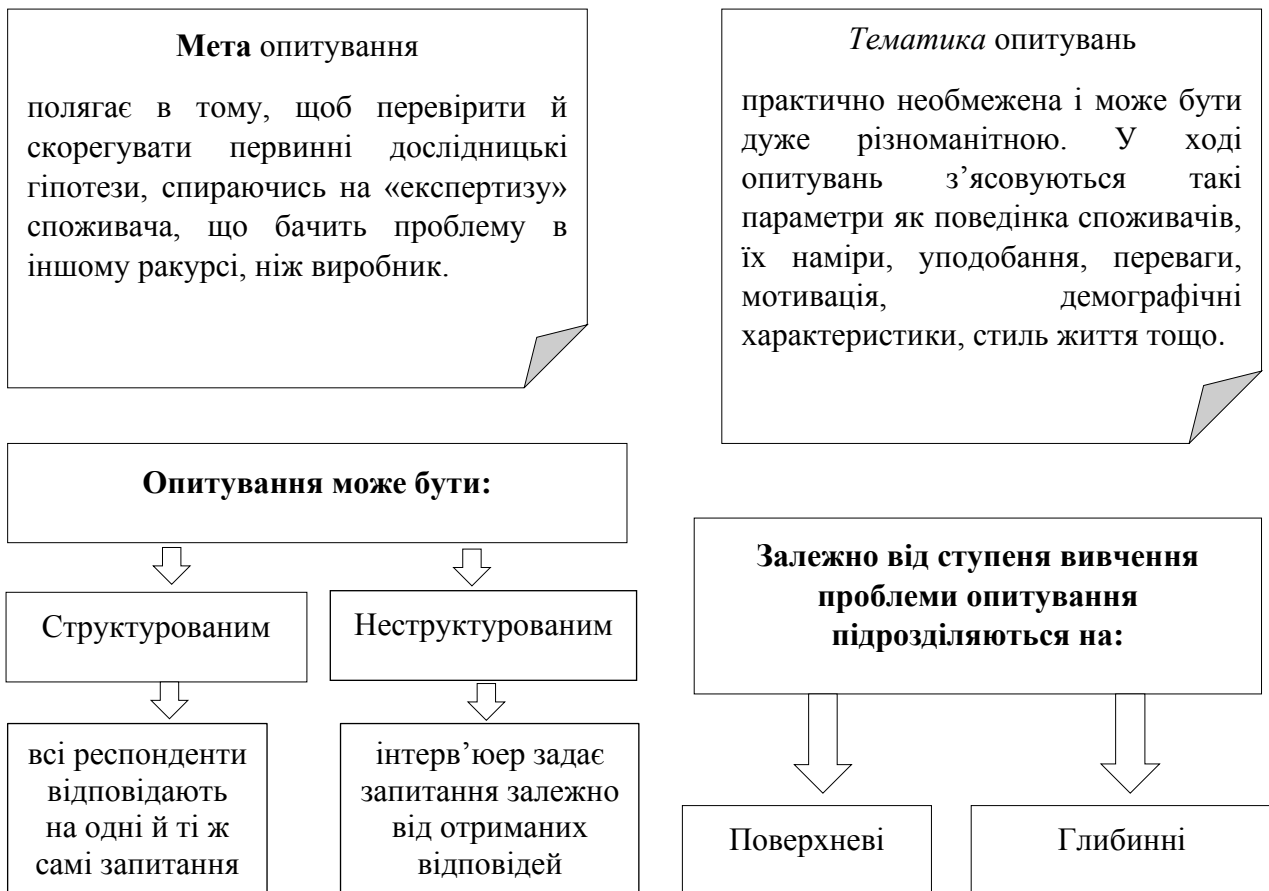 Мета опитування
полягає в тому, щоб перевірити й
скорегувати первинні дослідницькі
гіпотези, спираючись на «експертизу»
споживача, що бачить проблему в
іншому ракурсі, ніж виробник.
Тематика опитувань
практично необмежена і може бути
дуже різноманітною. У ході
опитувань з’ясовуються такі
параметри як поведінка споживачів,
їх наміри, уподобання, переваги,
мотивація, демографічні
характеристики, стиль життя тощо.
Опитування може бути:
Структурованим
Неструктурованим
всі респонденти
відповідають
на одні й ті ж
самі запитання
інтерв’юер задає
запитання залежно
від отриманих
відповідей
Залежно від ступеня вивчення
проблеми опитування
підрозділяються на:
Поверхневі
Глибинні